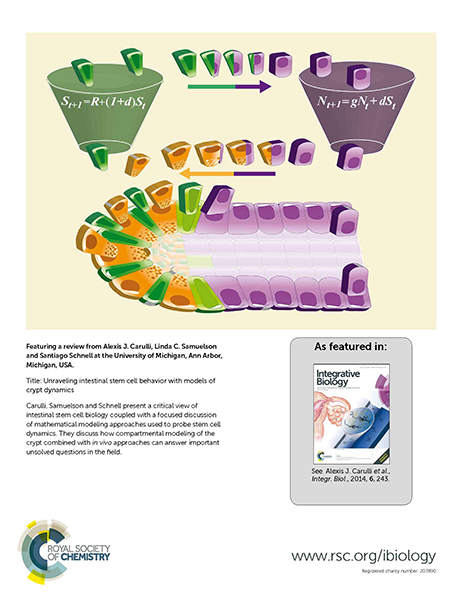 S_{t+1}=R+(1+d)S_t
N_{t+1}=gN_t+dS_t
Featuring a review from Alexis J. Carulli, Linda C. Samuelson
and Santiago Schnell at the University of Michigan, Ann Arbor,
Michigan, USA.
Title: Unraveling intestinal stem cell behavior with models of
crypt dynamics
Carulli, Samuelson and Schnell present a critical view of
intestinal stem cell biology coupled with a focused discussion
of mathematical modeling approaches used to probe stem cell
dynamics. They discuss how compartmental modeling of the
crypt combined with in vivo approaches can answer important
unsolved questions in the field.
As featured in:
Integrative
Biology
See Alexis J. Carulli et al.,
Integr. Biol., 2014, 6, 243.
ROYAL SOCIETY
OF CHEMISTRY
www.rsc.org/ibiology
Registered charity number: 207890